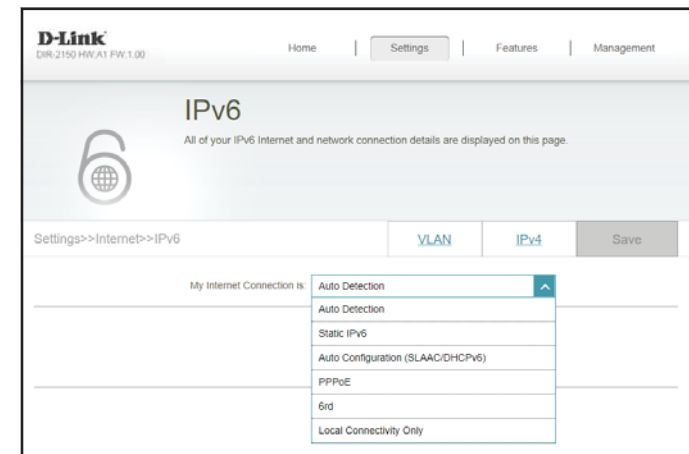 D-Link
DIR-2150 HW:A1 FW:1.00
Home | Settings | Features | Management
IPv6
All of your IPv6 Internet and network connection details are displayed on this page.
Settings>>Internet>>IPv6
VLAN
IPv4
Save
My Internet Connection is: Auto Detection
Auto Detection
Static IPv6
Auto Configuration (SLAAC/DHCPv6)
PPPoE
6rd
Local Connectivity Only